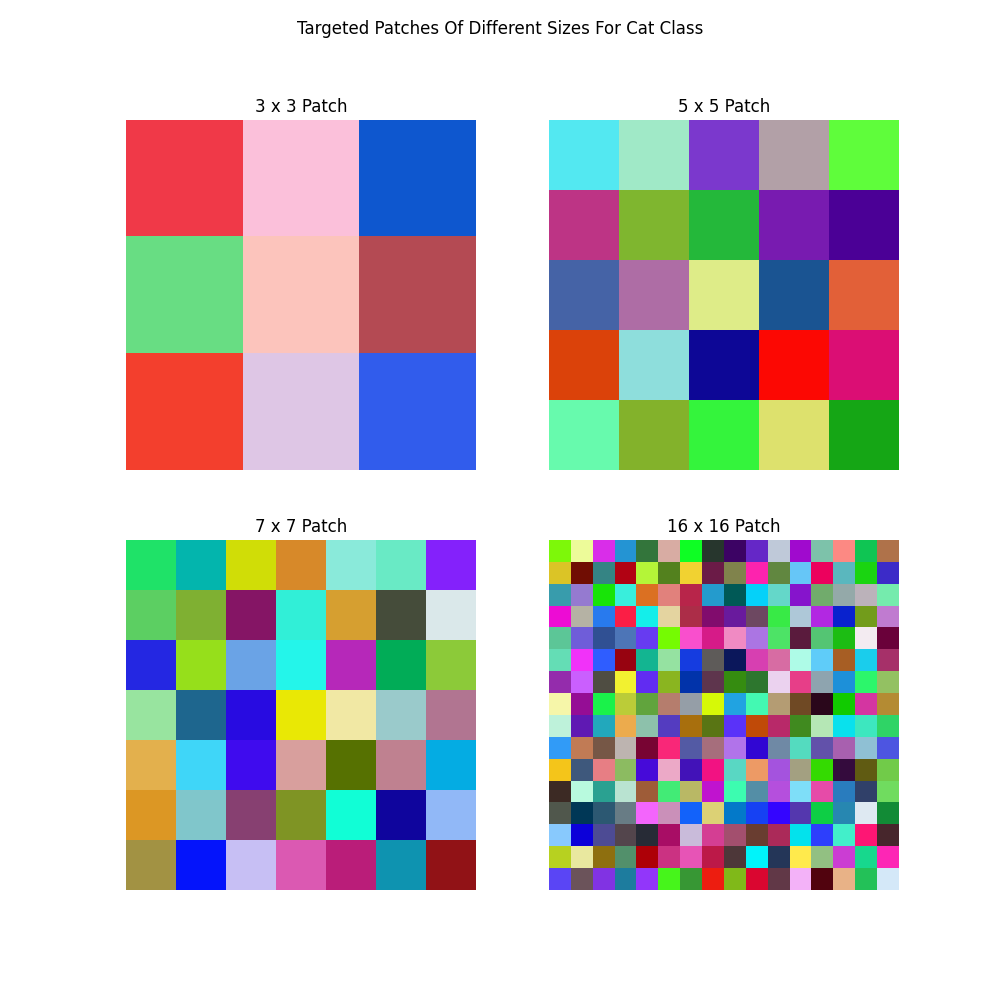 Targeted Patches Of Different Sizes For Cat Class
3 x 3 Patch
5 x 5 Patch
7 x 7 Patch
16 x 16 Patch